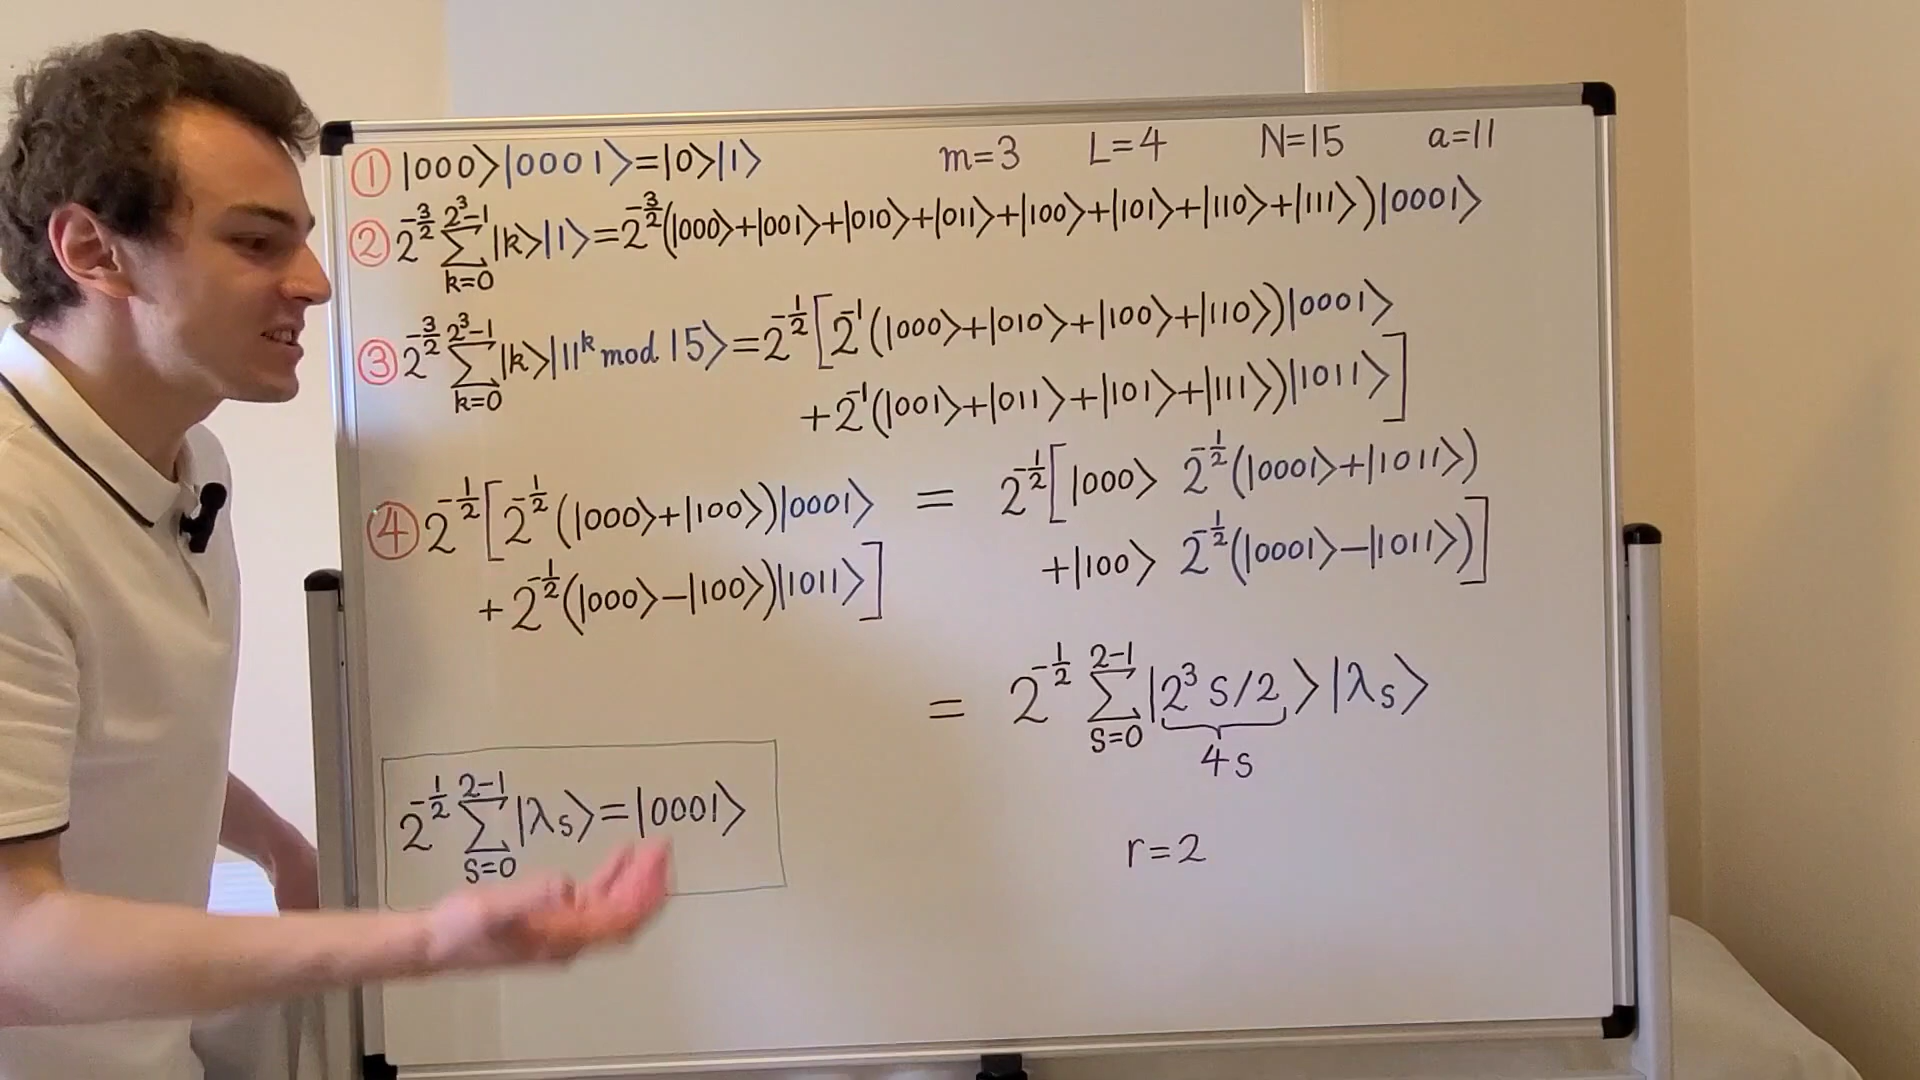 ① |000⟩|0001⟩=|0⟩|1⟩ m=3 L=4 N=15 a=11
② 2^{-3/2} ∑_{k=0}^{2^3-1} |k⟩|1⟩=2^{-3/2}(|000⟩+|001⟩+|010⟩+|011⟩+|100⟩+|101⟩+|110⟩+|111⟩)|0001⟩
③ 2^{-3/2} ∑_{k=0}^{2^3-1} |k⟩|11^k mod 15⟩=2^{-1/2}[2^{-1}(|000⟩+|010⟩+|100⟩+|110⟩)|0001⟩
+2^{-1}(|001⟩+|011⟩+|101⟩+|111⟩)|1011⟩]
④ 2^{-1/2}[2^{-1/2}(|000⟩+|100⟩)|0001⟩ = 2^{-1/2}[|000⟩ 2^{-1/2}(|0001⟩+|1011⟩)
+2^{-1/2}(|000⟩−|100⟩)|1011⟩] +|100⟩ 2^{-1/2}(|0001⟩−|1011⟩)]
= 2^{-1/2} ∑_{s=0}^{2-1} |2^3 s/2⟩|λ_s⟩
4s
2^{-1/2} ∑_{s=0}^{2-1} |λ_s⟩=|0001⟩
r=2